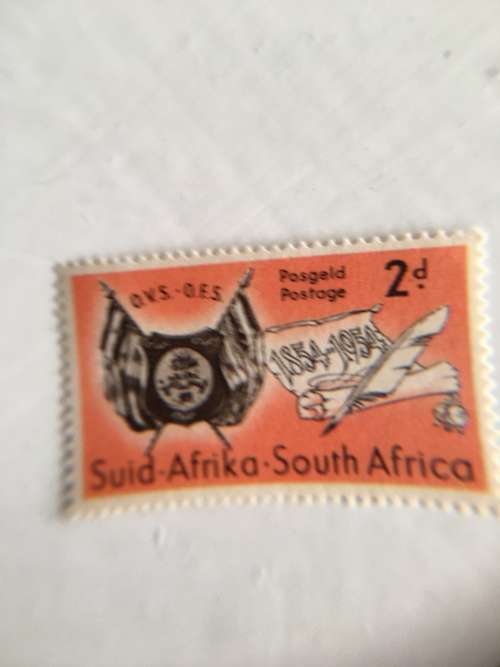 O.V.S. · O.F.S.
Posgeld
Postage
2d
1854-1954
Suid-Afrika · South Africa